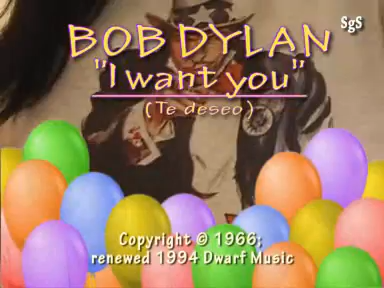 SgS
BOB DYLAN
"I want you"
(Te deseo)
Copyright © 1966;
renewed 1994 Dwarf Music